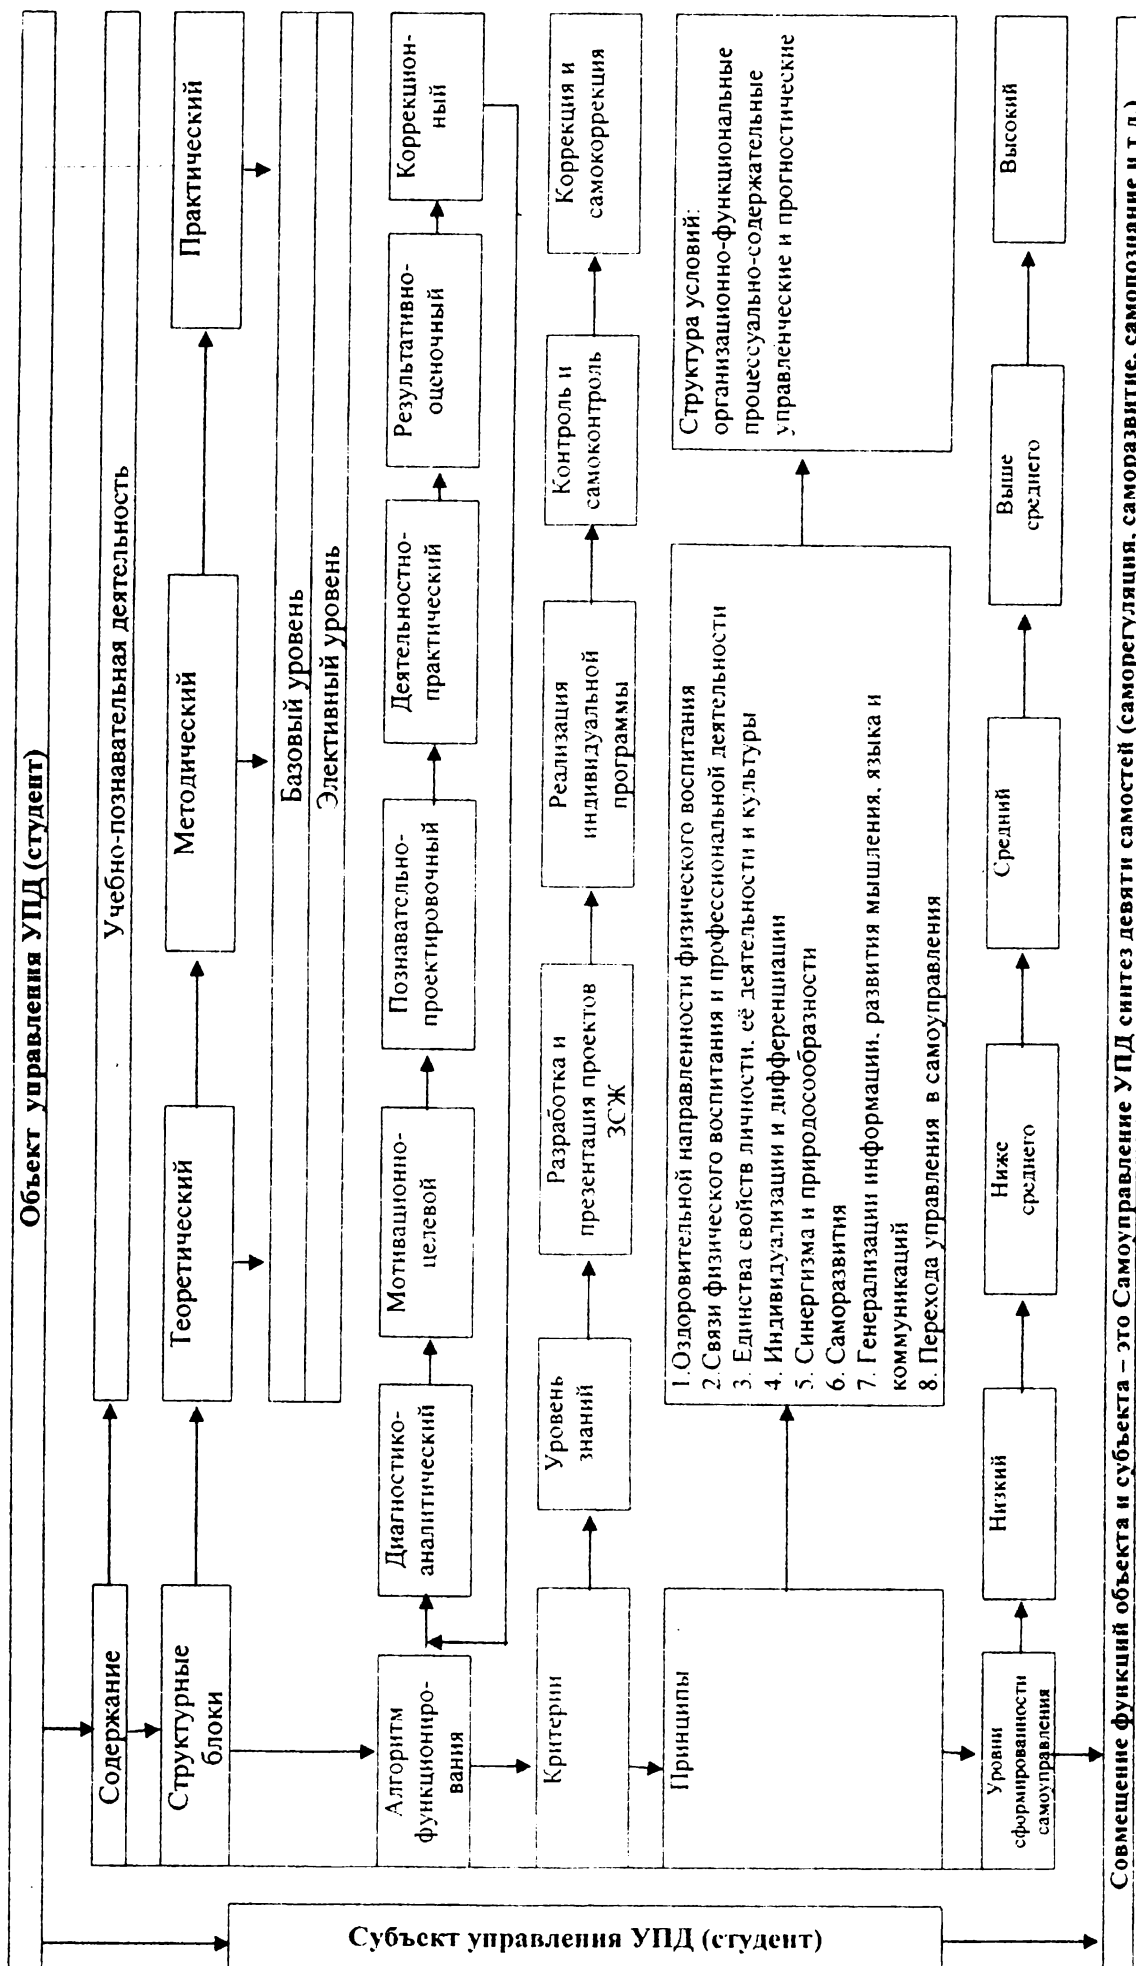 Объект управления УПД (студент)
Содержание
Учебно-познавательная деятельность
Структурные
блоки
Теоретический
Методический
Практический
Базовый уровень
Элективный уровень
Алгоритм
функциониро-
вания
Диагностико-
аналитический
Мотивационно-
целевой
Познавательно-
проектировочный
Деятельностно-
практический
Результативно-
оценочный
Коррекцион-
ный
Критерии
Уровень
знаний
Разработка и
презентация проектов
ЗСЖ
Реализация
индивидуальной
программы
Контроль и
самоконтроль
Коррекция и
самокоррекция
Принципы
1.Оздоровительной направленности физического воспитания
2.Связи физического воспитания и профессиональной деятельности
3. Единства свойств личности, её деятельности и культуры
4. Индивидуализации и дифференциации
5. Синергизма и природосообразности
6. Саморазвития
7. Генерализации информации, развития мышления, языка и
коммуникаций
8. Перехода управления в самоуправления
Структура условий:
организационно-функциональные
процессуально-содержательные
управленческие и прогностические
Уровни
сформированности
самоуправления
Низкий
Ниже
среднего
Средний
Выше
среднего
Высокий
Субъект управления УПД (студент)
Совмещение функций объекта и субъекта – это Самоуправление УПД синтез девяти самостей (саморегуляция, саморазвитие, самопознание и т.д.)